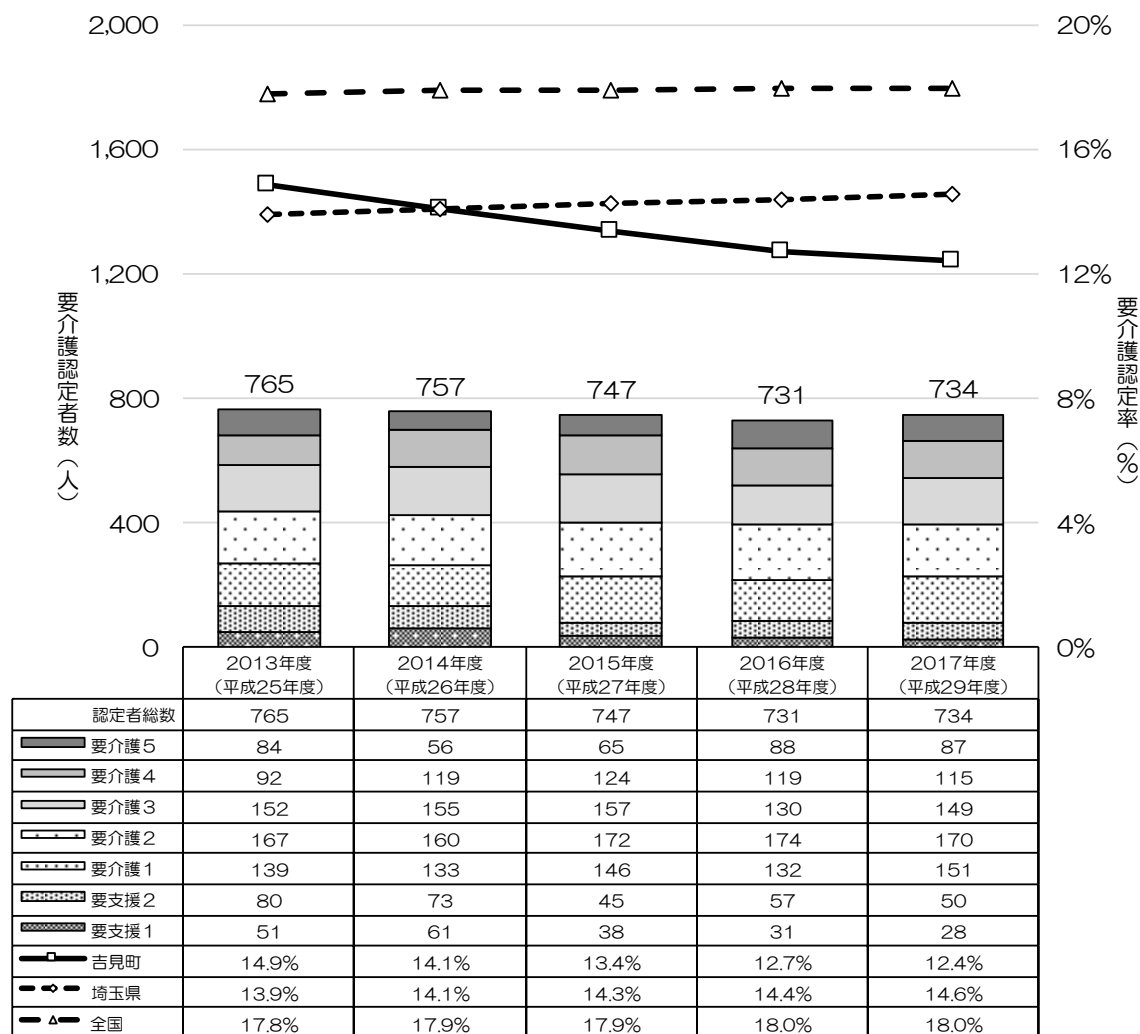 2,000
1,600
1,200
800
400
0
要介護認定者数（人）
20%
16%
12%
8%
4%
0%
要介護認定率（%）
765
757
747
731
734
2013年度 2014年度 2015年度 2016年度 2017年度
（平成25年度） （平成26年度） （平成27年度） （平成28年度） （平成29年度）
認定者総数 765 757 747 731 734
要介護5 84 56 65 88 87
要介護4 92 119 124 119 115
要介護3 152 155 157 130 149
要介護2 167 160 172 174 170
要介護1 139 133 146 132 151
要支援2 80 73 45 57 50
要支援1 51 61 38 31 28
吉見町 14.9% 14.1% 13.4% 12.7% 12.4%
埼玉県 13.9% 14.1% 14.3% 14.4% 14.6%
全国 17.8% 17.9% 17.9% 18.0% 18.0%